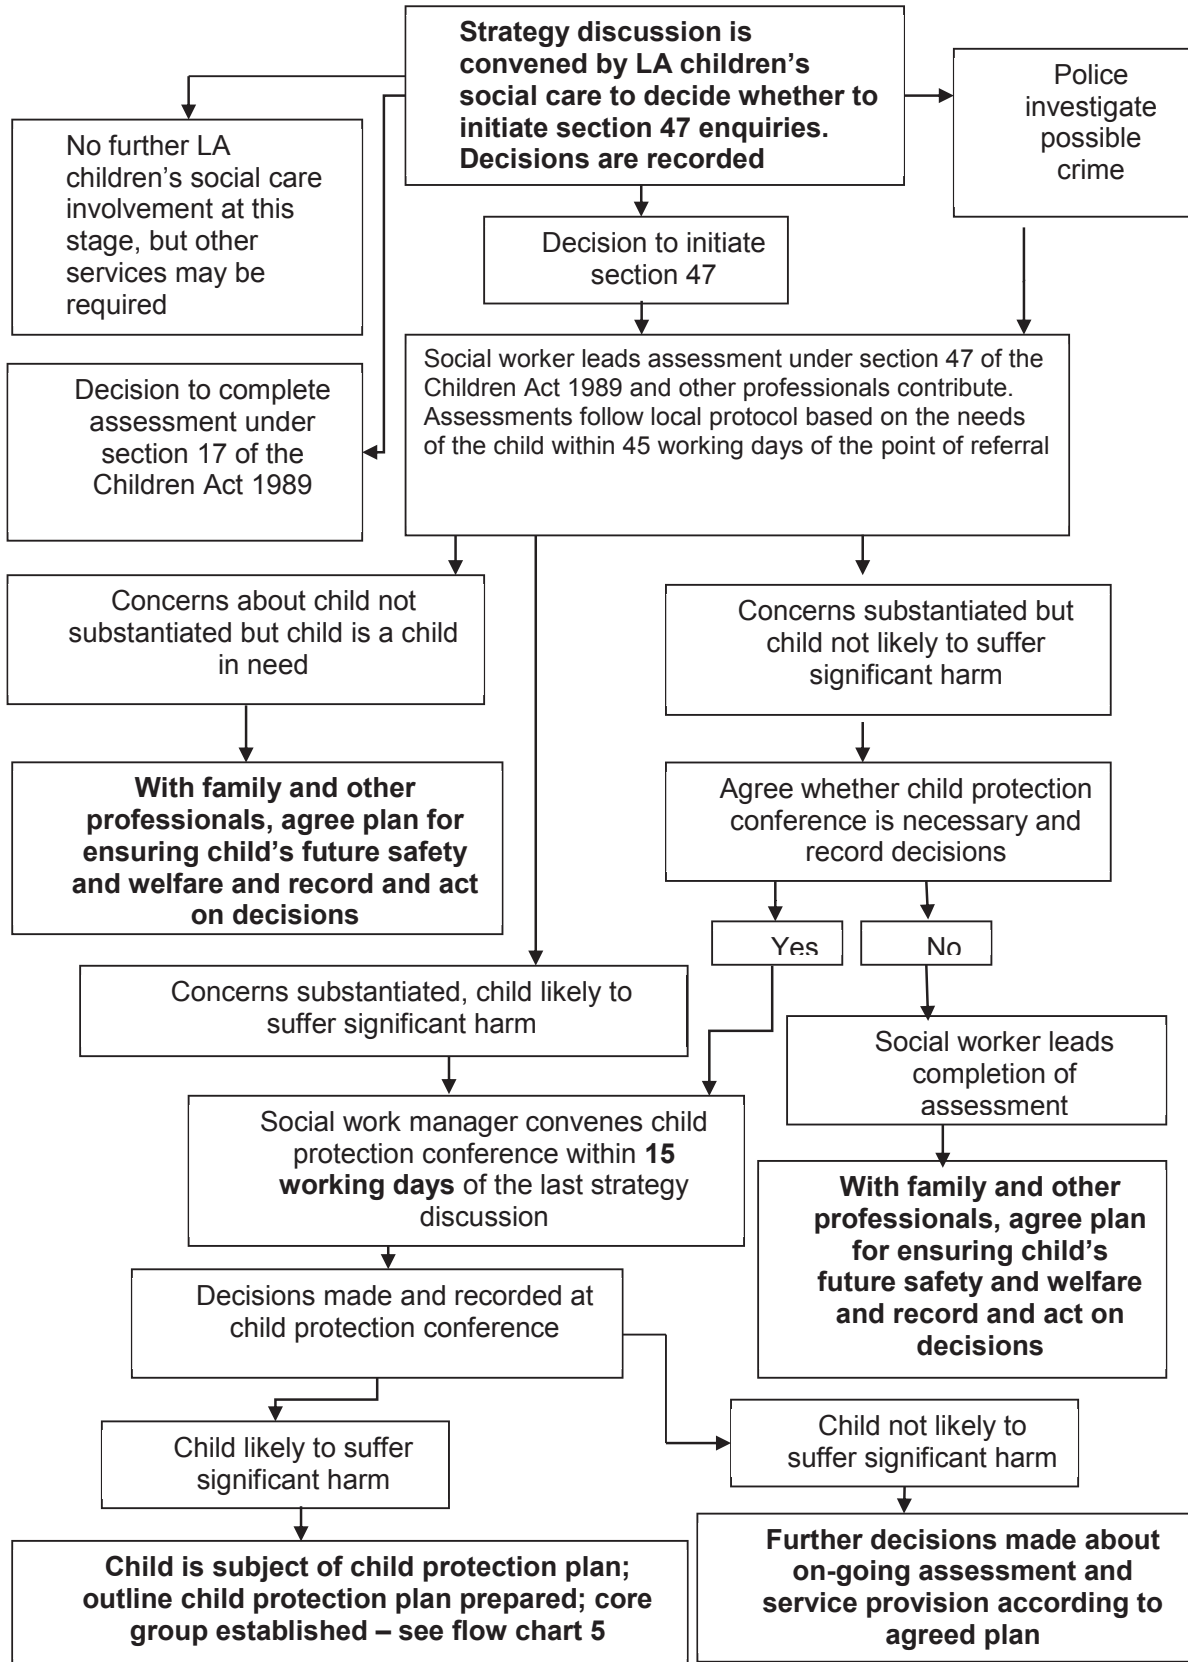 Strategy discussion is
convened by LA children’s
social care to decide whether to
initiate section 47 enquiries.
Decisions are recorded
Police
investigate
possible
crime
No further LA
children’s social care
involvement at this
stage, but other
services may be
required
Decision to initiate
section 47
Social worker leads assessment under section 47 of the
Children Act 1989 and other professionals contribute.
Assessments follow local protocol based on the needs
of the child within 45 working days of the point of referral
Decision to complete
assessment under
section 17 of the
Children Act 1989
Concerns about child not
substantiated but child is a child
in need
Concerns substantiated but
child not likely to suffer
significant harm
With family and other
professionals, agree plan for
ensuring child’s future safety
and welfare and record and act
on decisions
Agree whether child protection
conference is necessary and
record decisions
Yes
No
Concerns substantiated, child likely to
suffer significant harm
Social worker leads
completion of
assessment
Social work manager convenes child
protection conference within 15
working days of the last strategy
discussion
With family and other
professionals, agree plan
for ensuring child’s
future safety and welfare
and record and act on
decisions
Decisions made and recorded at
child protection conference
Child likely to suffer
significant harm
Child not likely to
suffer significant harm
Child is subject of child protection plan;
outline child protection plan prepared; core
group established – see flow chart 5
Further decisions made about
on-going assessment and
service provision according to
agreed plan